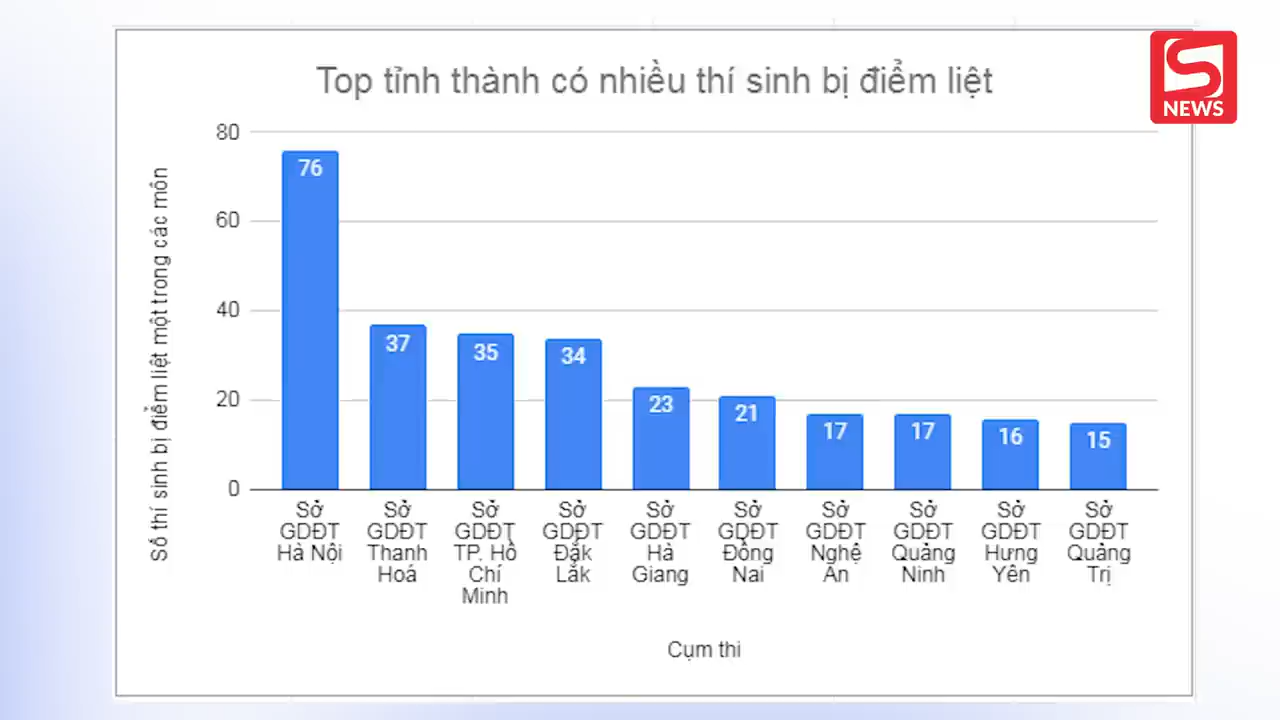 Top tỉnh thành có nhiều thí sinh bị điểm liệt
S
NEWS
Số thí sinh bị điểm liệt một trong các môn
80
60
40
20
0
76
37
35
34
23
21
17
17
16
15
Sở GDĐT Hà Nội
Sở GDĐT Thanh Hoá
Sở GDĐT TP. Hồ Chí Minh
Sở GDĐT Đắk Lắk
Sở GDĐT Hà Giang
Sở GDĐT Đồng Nai
Sở GDĐT Nghệ An
Sở GDĐT Quảng Ninh
Sở GDĐT Hưng Yên
Sở GDĐT Quảng Trị
Cụm thi